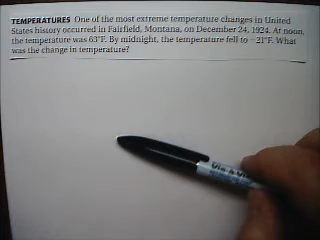 TEMPERATURES One of the most extreme temperature changes in United
States history occurred in Fairfield, Montana, on December 24, 1924. At noon,
the temperature was 63°F. By midnight, the temperature fell to −21°F. What
was the change in temperature?